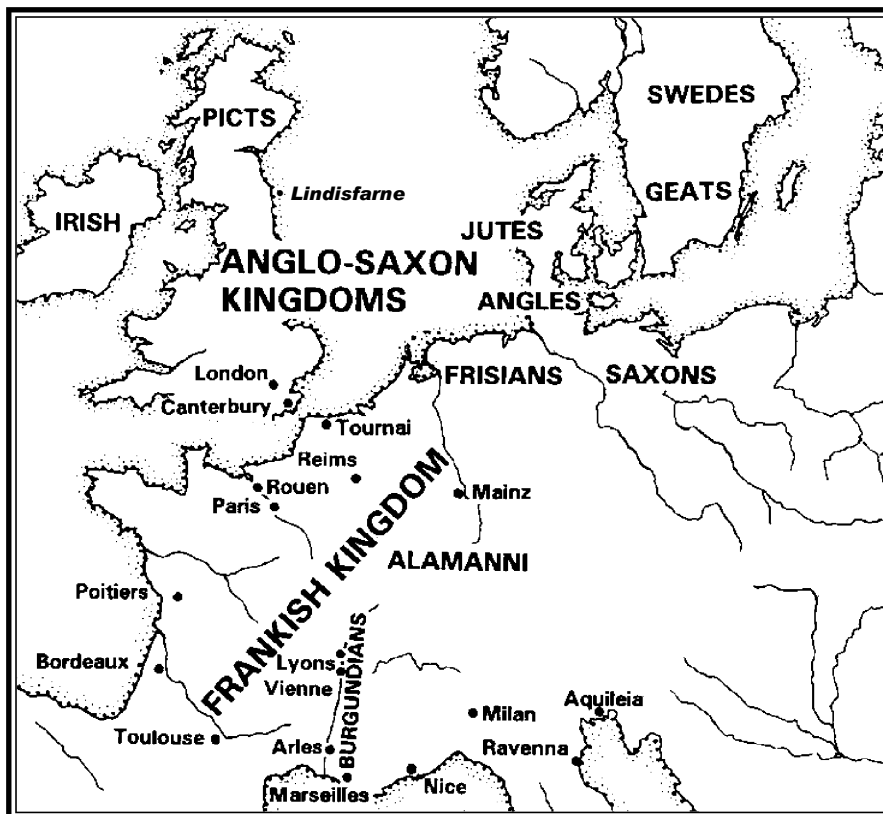 SWEDES
PICTS
Lindisfarne
GEATS
IRISH
JUTES
ANGLO-SAXON
KINGDOMS
ANGLES
London
FRISIANS
SAXONS
Canterbury
Tournai
Reims
Rouen
Paris
Mainz
FRANKISH KINGDOM
ALAMANNI
Poitiers
Bordeaux
Lyons
Vienne
BURGUNDIANS
Milan
Aquileia
Toulouse
Arles
Ravenna
Marseilles
Nice